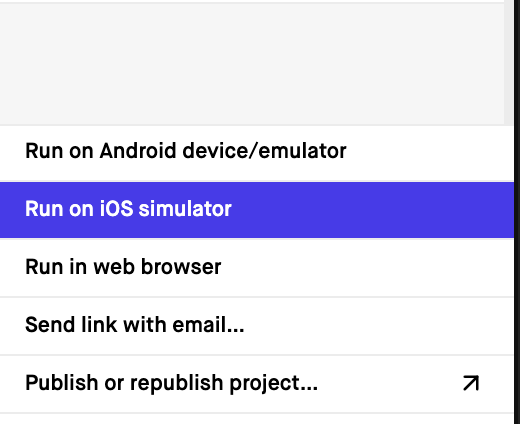 Run on Android device/emulator
Run on iOS simulator
Run in web browser
Send link with email...
Publish or republish project...